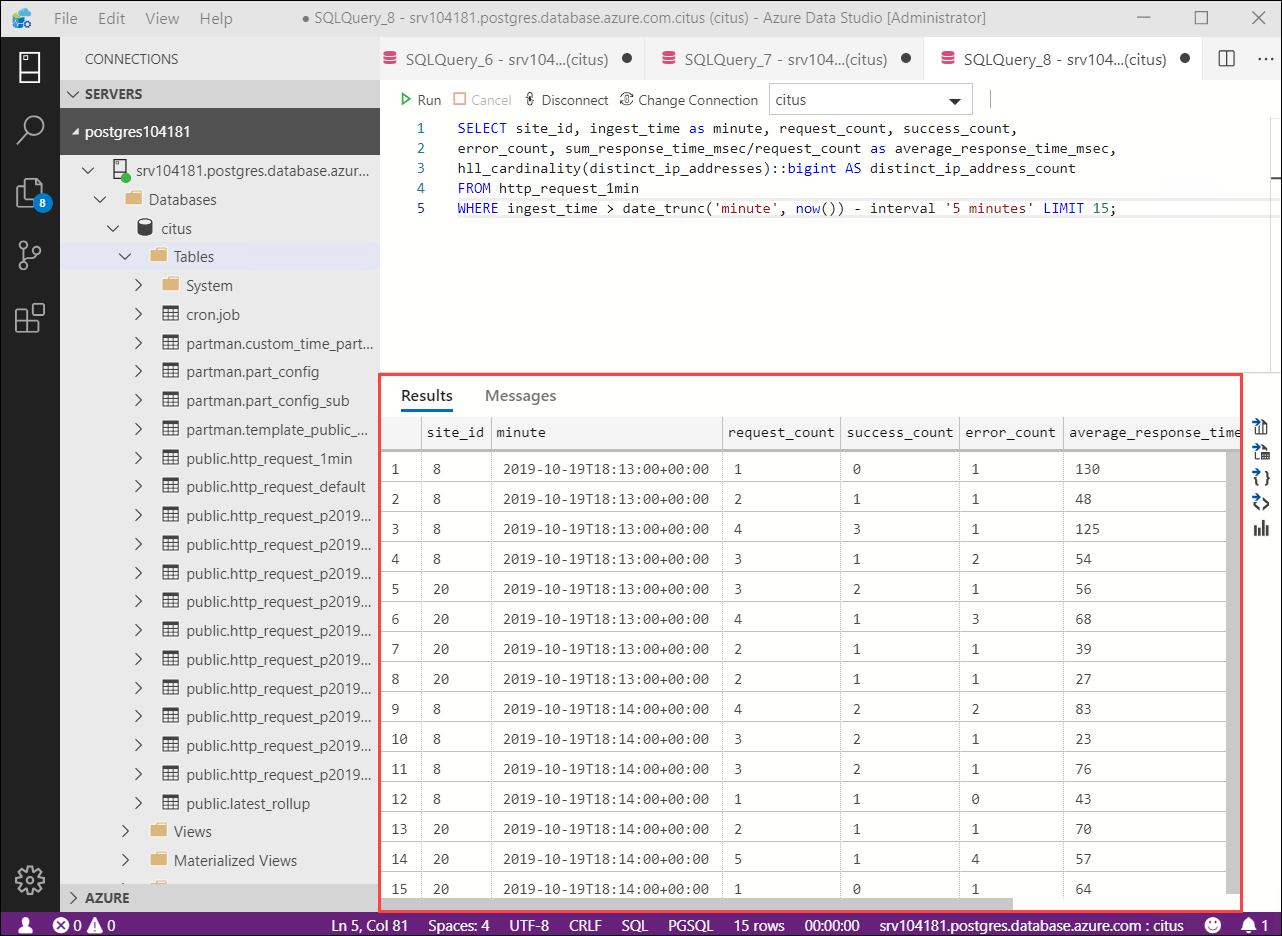 File Edit View Help ● SQLQuery_8 - srv104181.postgres.database.azure.com.citus (citus) - Azure Data Studio [Administrator]
CONNECTIONS
SERVERS
postgres104181
srv104181.postgres.database.azur...
Databases
citus
Tables
System
cron.job
partman.custom_time_part...
partman.part_config
partman.part_config_sub
partman.template_public_...
public.http_request_1min
public.http_request_default
public.http_request_p2019...
public.http_request_p2019...
public.http_request_p2019...
public.http_request_p2019...
public.http_request_p2019...
public.http_request_p2019...
public.http_request_p2019...
public.http_request_p2019...
public.http_request_p2019...
public.http_request_p2019...
public.latest_rollup
Views
Materialized Views
AZURE
8
SQLQuery_6 - srv104...(citus) ● SQLQuery_7 - srv104...(citus) ● SQLQuery_8 - srv104...(citus) ●
Run Cancel Disconnect Change Connection citus
1 SELECT site_id, ingest_time as minute, request_count, success_count,
2 error_count, sum_response_time_msec/request_count as average_response_time_msec,
3 hll_cardinality(distinct_ip_addresses)::bigint AS distinct_ip_address_count
4 FROM http_request_1min
5 WHERE ingest_time > date_trunc('minute', now()) - interval '5 minutes' LIMIT 15;
Results Messages
site_id minute request_count success_count error_count average_response_time
1 8 2019-10-19T18:13:00+00:00 1 0 1 130
2 8 2019-10-19T18:13:00+00:00 2 1 1 48
3 8 2019-10-19T18:13:00+00:00 4 3 1 125
4 8 2019-10-19T18:13:00+00:00 3 1 2 54
5 20 2019-10-19T18:13:00+00:00 3 2 1 56
6 20 2019-10-19T18:13:00+00:00 4 1 3 68
7 20 2019-10-19T18:13:00+00:00 2 1 1 39
8 20 2019-10-19T18:13:00+00:00 2 1 1 27
9 8 2019-10-19T18:14:00+00:00 4 2 2 83
10 8 2019-10-19T18:14:00+00:00 3 2 1 23
11 8 2019-10-19T18:14:00+00:00 3 2 1 76
12 8 2019-10-19T18:14:00+00:00 1 1 0 43
13 20 2019-10-19T18:14:00+00:00 2 1 1 70
14 20 2019-10-19T18:14:00+00:00 5 1 4 57
15 20 2019-10-19T18:14:00+00:00 1 0 1 64
0 0 Ln 5, Col 81 Spaces: 4 UTF-8 CRLF SQL PGSQL 15 rows 00:00:00 srv104181.postgres.database.azure.com : citus 1